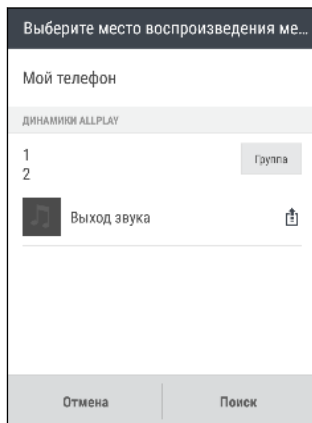 Выберите место воспроизведения ме...
Мой телефон
ДИНАМИКИ ALLPLAY
1
2
Группа
Выход звука
Отмена
Поиск